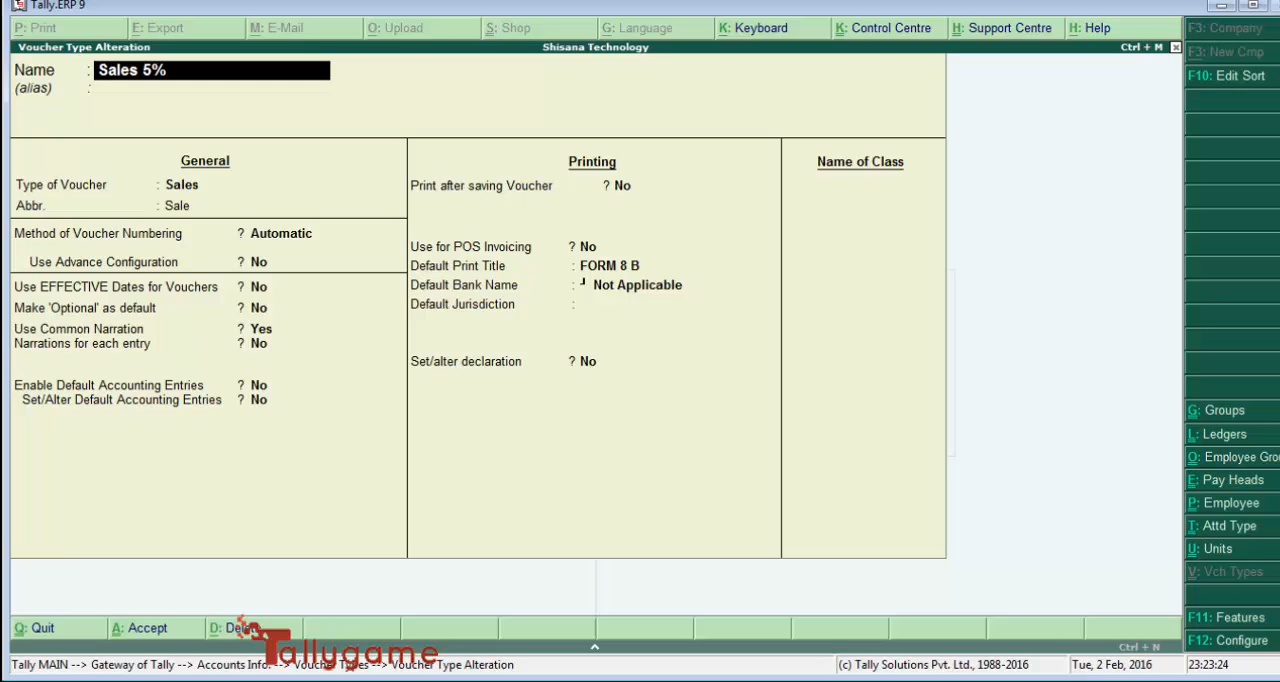 Tally.ERP 9
P: Print E: Export M: E-Mail O: Upload S: Shop G: Language K: Keyboard K: Control Centre H: Support Centre H: Help
Voucher Type Alteration Shisana Technology Ctrl + M
Name : Sales 5%
(alias) :
General
Type of Voucher : Sales
Abbr. : Sale
Method of Voucher Numbering ? Automatic
Use Advance Configuration ? No
Use EFFECTIVE Dates for Vouchers ? No
Make 'Optional' as default ? No
Use Common Narration ? Yes
Narrations for each entry ? No
Enable Default Accounting Entries ? No
Set/Alter Default Accounting Entries ? No
Printing
Print after saving Voucher ? No
Use for POS Invoicing ? No
Default Print Title : FORM 8 B
Default Bank Name : ┘ Not Applicable
Default Jurisdiction :
Set/alter declaration ? No
Name of Class
F3: Company
F3: New Cmp
F10: Edit Sort
G: Groups
L: Ledgers
O: Employee Gro
E: Pay Heads
P: Employee
T: Attd Type
U: Units
V: Vch Types
F11: Features
F12: Configure
Q: Quit A: Accept D: Delete
Tallygame
Ctrl + N
Tally MAIN --> Gateway of Tally --> Accounts Info. --> Voucher Types --> Voucher Type Alteration (c) Tally Solutions Pvt. Ltd., 1988-2016 Tue, 2 Feb, 2016 23:23:24